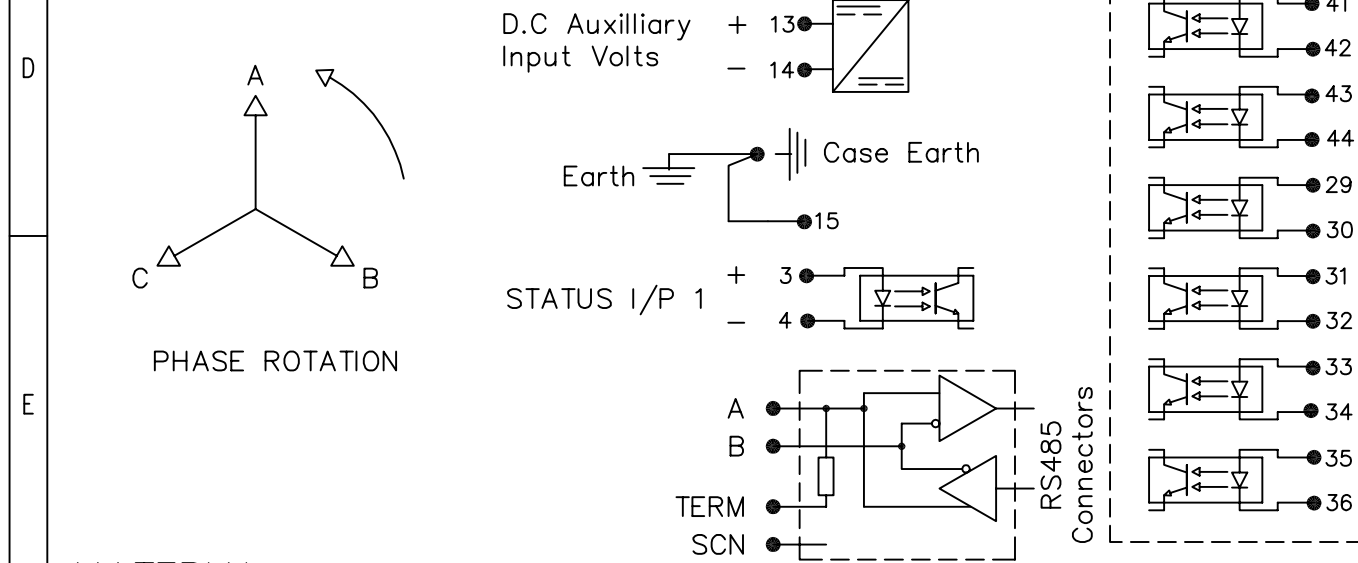 D
A
C
B
PHASE ROTATION
E
D.C Auxilliary + 13
Input Volts - 14
Earth
Case Earth
15
STATUS I/P 1
+ 3
- 4
A
B
TERM
SCN
RS485
Connectors
41
42
43
44
29
30
31
32
33
34
35
36